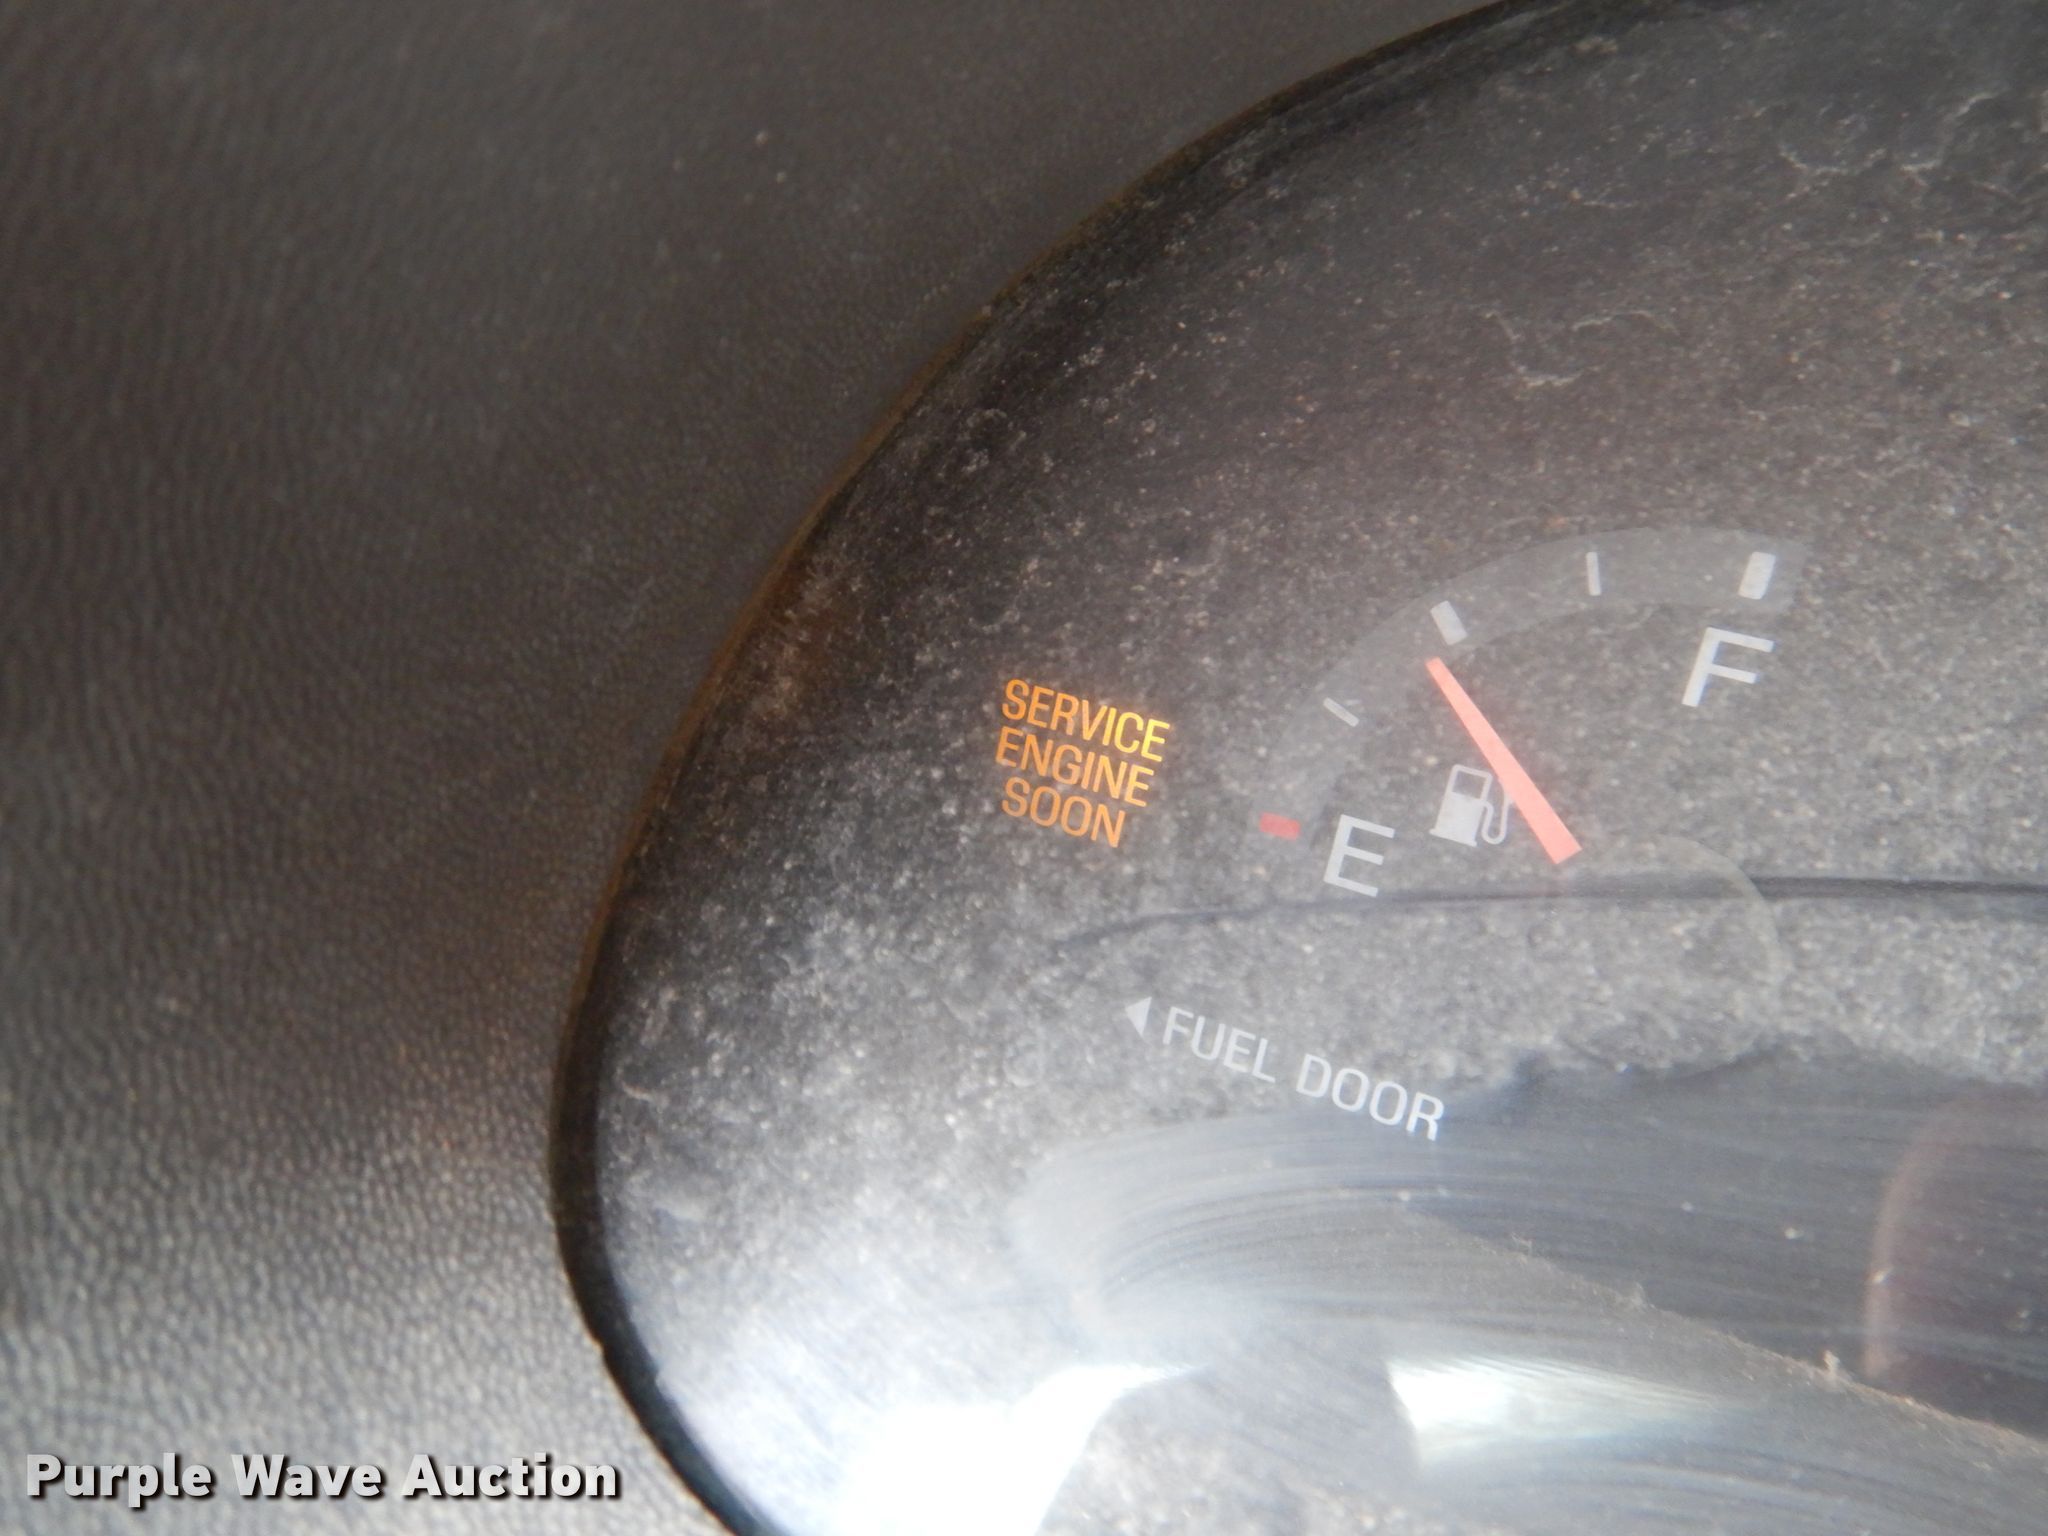 F
SERVICE
ENGINE
SOON
E
FUEL DOOR
Purple Wave Auction